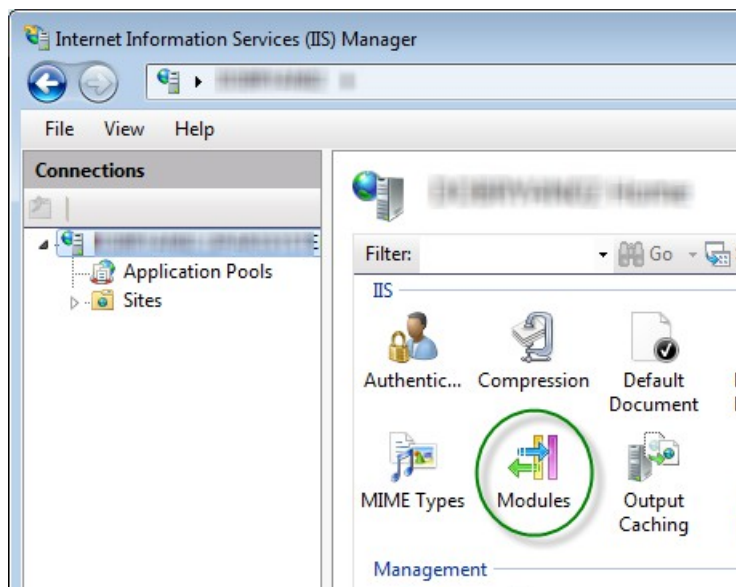 Internet Information Services (IIS) Manager
File View Help
Connections
Application Pools
Sites
Filter: Go
IIS
Authentic... Compression Default Document
MIME Types Modules Output Caching
Management